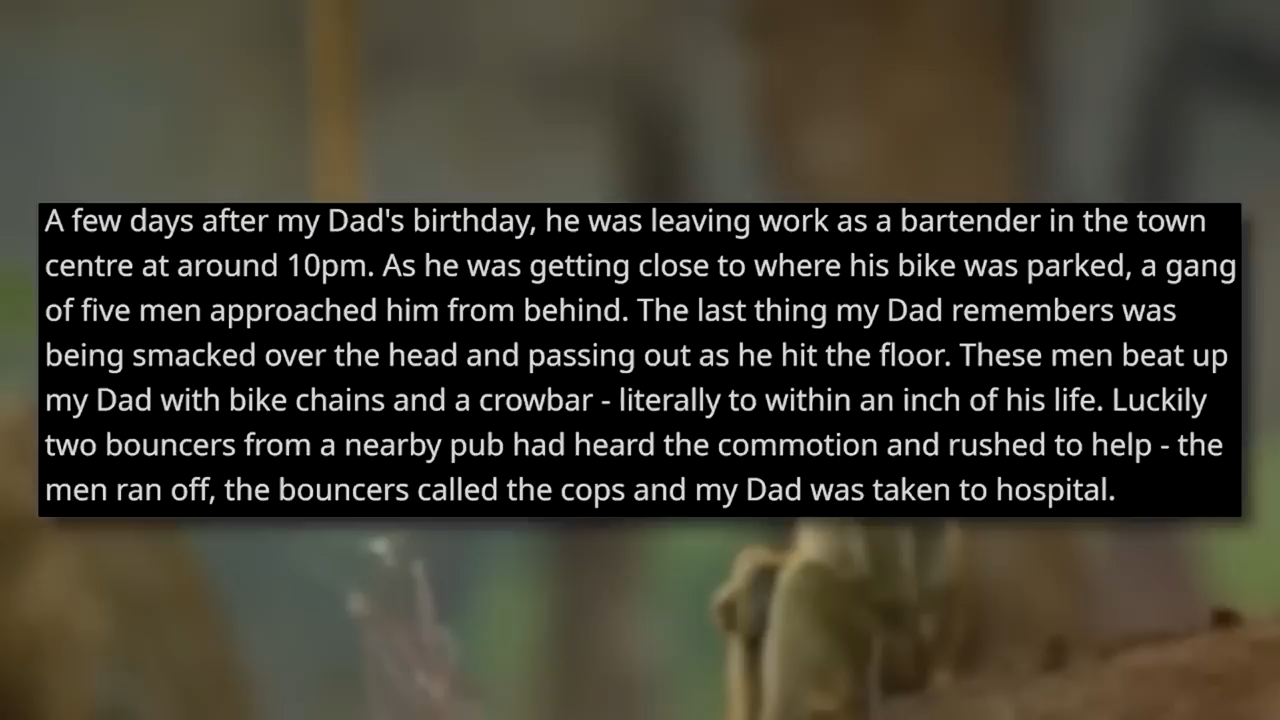 A few days after my Dad's birthday, he was leaving work as a bartender in the town
centre at around 10pm. As he was getting close to where his bike was parked, a gang
of five men approached him from behind. The last thing my Dad remembers was
being smacked over the head and passing out as he hit the floor. These men beat up
my Dad with bike chains and a crowbar - literally to within an inch of his life. Luckily
two bouncers from a nearby pub had heard the commotion and rushed to help - the
men ran off, the bouncers called the cops and my Dad was taken to hospital.